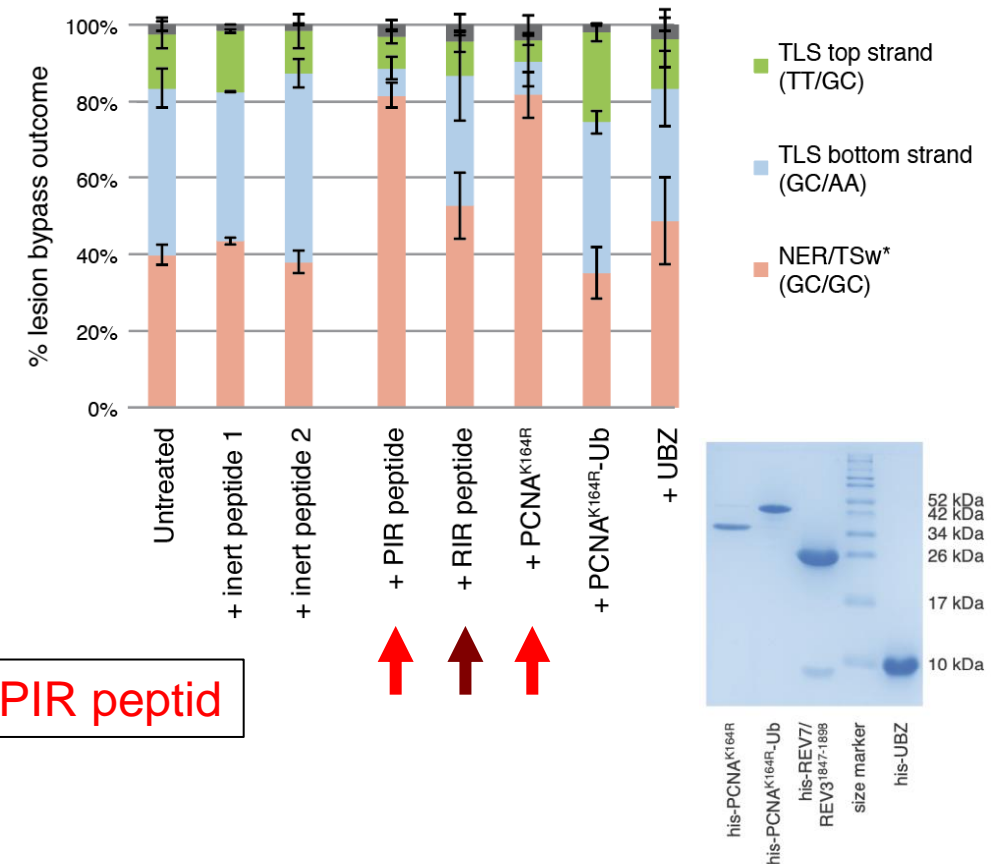 % lesion bypass outcome
100%
80%
60%
40%
20%
0%
Untreated
+ inert peptide 1
+ inert peptide 2
+ PIR peptide
+ RIR peptide
+ PCNAK164R
+ PCNAK164R-Ub
+ UBZ
TLS top strand
(TT/GC)
TLS bottom strand
(GC/AA)
NER/TSw*
(GC/GC)
PIR peptid
52 kDa
42 kDa
34 kDa
26 kDa
17 kDa
10 kDa
his-PCNAK164R
his-PCNAK164R-Ub
his-REV7/
REV31847-1898
size marker
his-UBZ